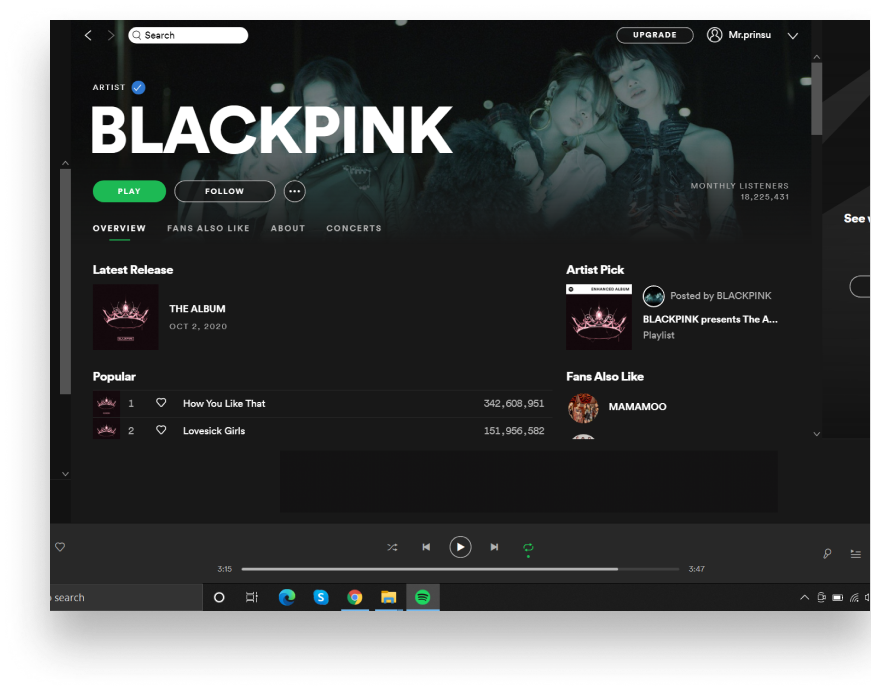 Search
UPGRADE
Mr.prinsu
ARTIST
BLACKPINK
PLAY
FOLLOW
MONTHLY LISTENERS
18,225,431
OVERVIEW FANS ALSO LIKE ABOUT CONCERTS
See
Latest Release
THE ALBUM
OCT 2, 2020
Artist Pick
ENHANCED ALBUM
Posted by BLACKPINK
BLACKPINK presents The A...
Playlist
Popular
1 How You Like That 342,608,951
2 Lovesick Girls 151,956,582
Fans Also Like
MAMAMOO
3:15
3:47
search